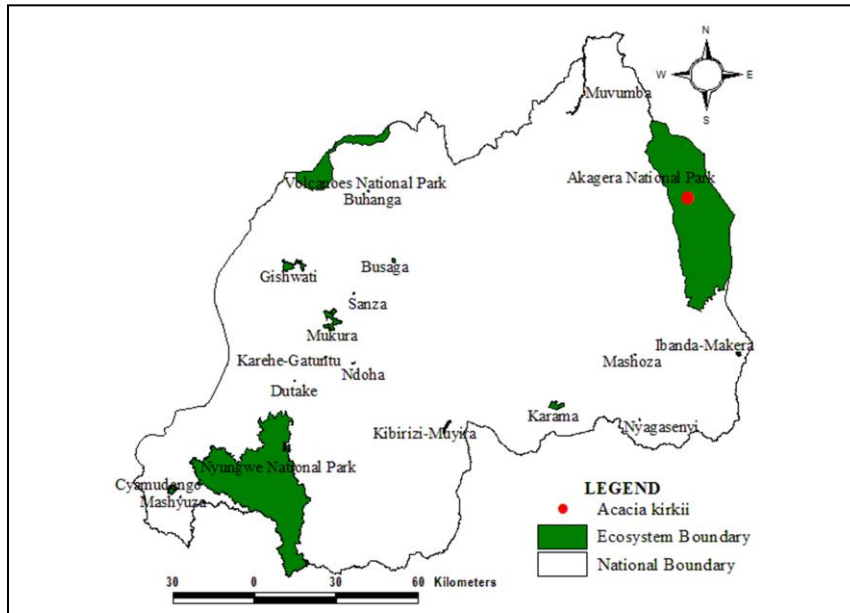 N
W E
S
Muvumba
Volcanoes National Park
Akagera National Park
Buhanga
Gishwati
Busaga
Sanza
Mukura
Ibanda-Makera
Karehe-Gaturitu
Mashoza
Ndoha
Dutake
Karama
Nyagasenyi
Kibirizi-Muyira
Nyungwe National Park
Cyamudongo
Mashyuza
LEGEND
Acacia kirkii
Ecosystem Boundary
National Boundary
30 0 30 60 Kilometers